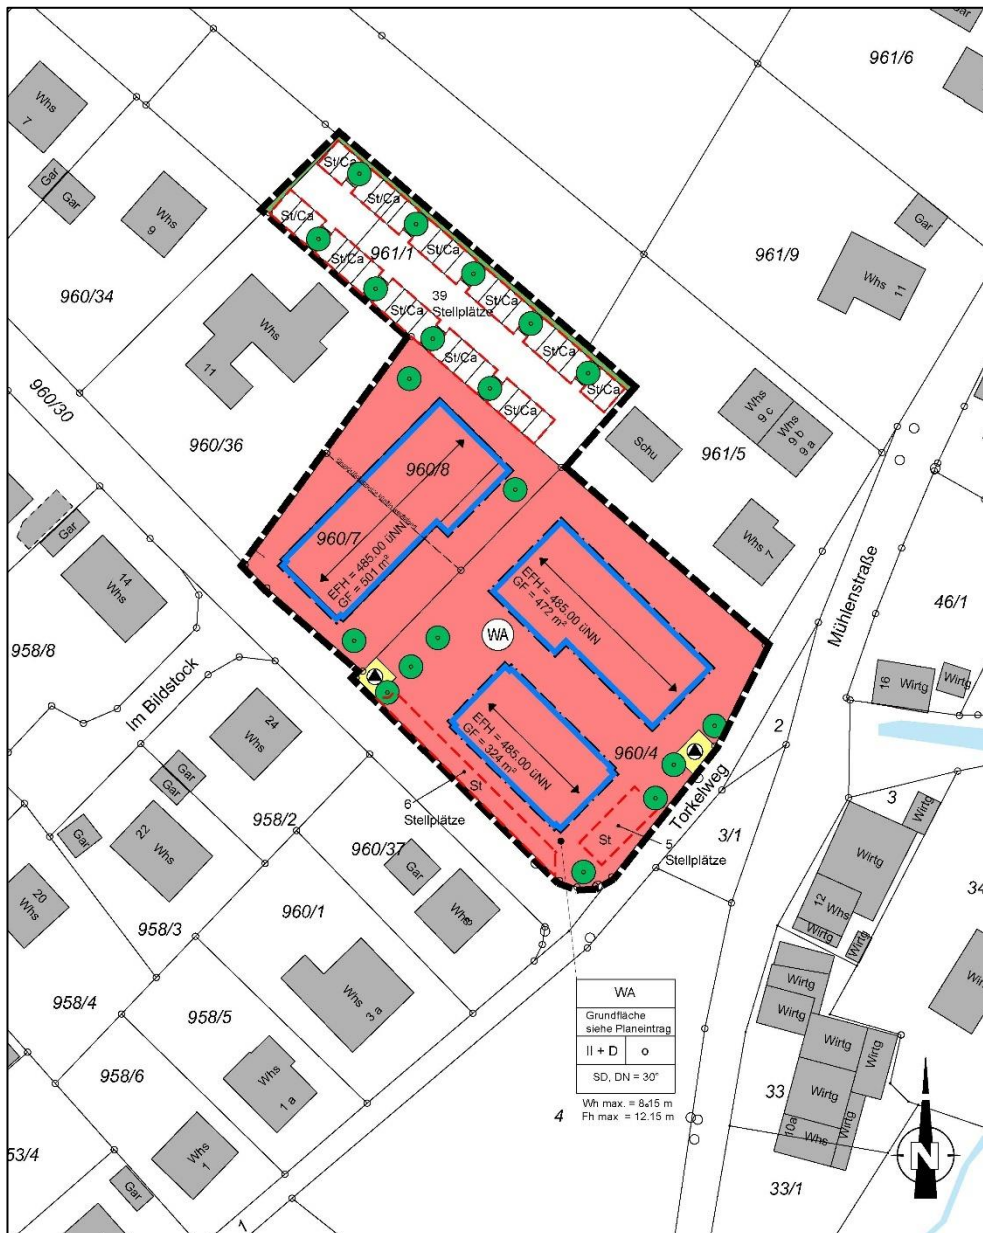 Gar
961/6
Whs
7
Gar
Gar
Whs
9
St/Ca
St/Ca
St/Ca
961/1
St/Ca
St/Ca
St/Ca
St/Ca
39
Stellplätze
St/Ca
St/Ca
St/Ca
St/Ca
St/Ca
Gar
961/9
Whs
11
960/34
Whs
11
960/30
960/36
Whs
9 c
Whs
9 b
9 a
Schu
961/5
960/8
960/7
EFH = 485.00 üNN
GF = 501 m²
Whs 7
Mühlenstraße
Gar
14
Whs
EFH = 485.00 üNN
GF = 472 m²
46/1
958/8
WA
Im Bildstock
16
Wirtg
Wirtg
24
Whs
EFH = 485.00 üNN
GF = 324 m²
960/4
2
Gar
Gar
6
Stellplätze
St
Torkelweg
3
Wirtg
958/2
3/1
Gar
22
Whs
960/37
St
5
Stellplätze
Wirtg
Gar
20
Whs
958/3
960/1
Whs
8
12
Whs
Wirtg
Wirtg
34
958/4
Whs
3 a
958/5
WA
Grundfläche
siehe Planeintrag
II + D
o
SD, DN = 30°
Wh max. = 8.15 m
Fh max = 12.15 m
Wirtg
Wirtg
Wirtg
Wirtg
Wirtg
Wirtg
Whs
10a
958/6
Whs
1 a
4
33
53/4
Whs
1
Gar
N
33/1
1